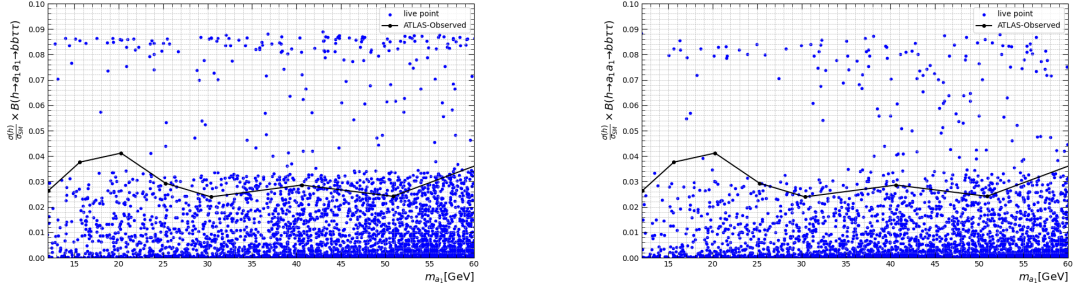 0.10
0.09
0.08
0.07
0.06
0.05
0.04
0.03
0.02
0.01
0.00
σ(h)/σSM × B(h→a₁a₁→bbττ)
live point
ATLAS-Observed
15 20 25 30 35 40 45 50 55 60
mₐ₁[GeV]
0.10
0.09
0.08
0.07
0.06
0.05
0.04
0.03
0.02
0.01
0.00
σ(h)/σSM × B(h→a₁a₁→bbττ)
live point
ATLAS-Observed
15 20 25 30 35 40 45 50 55 60
mₐ₁[GeV]